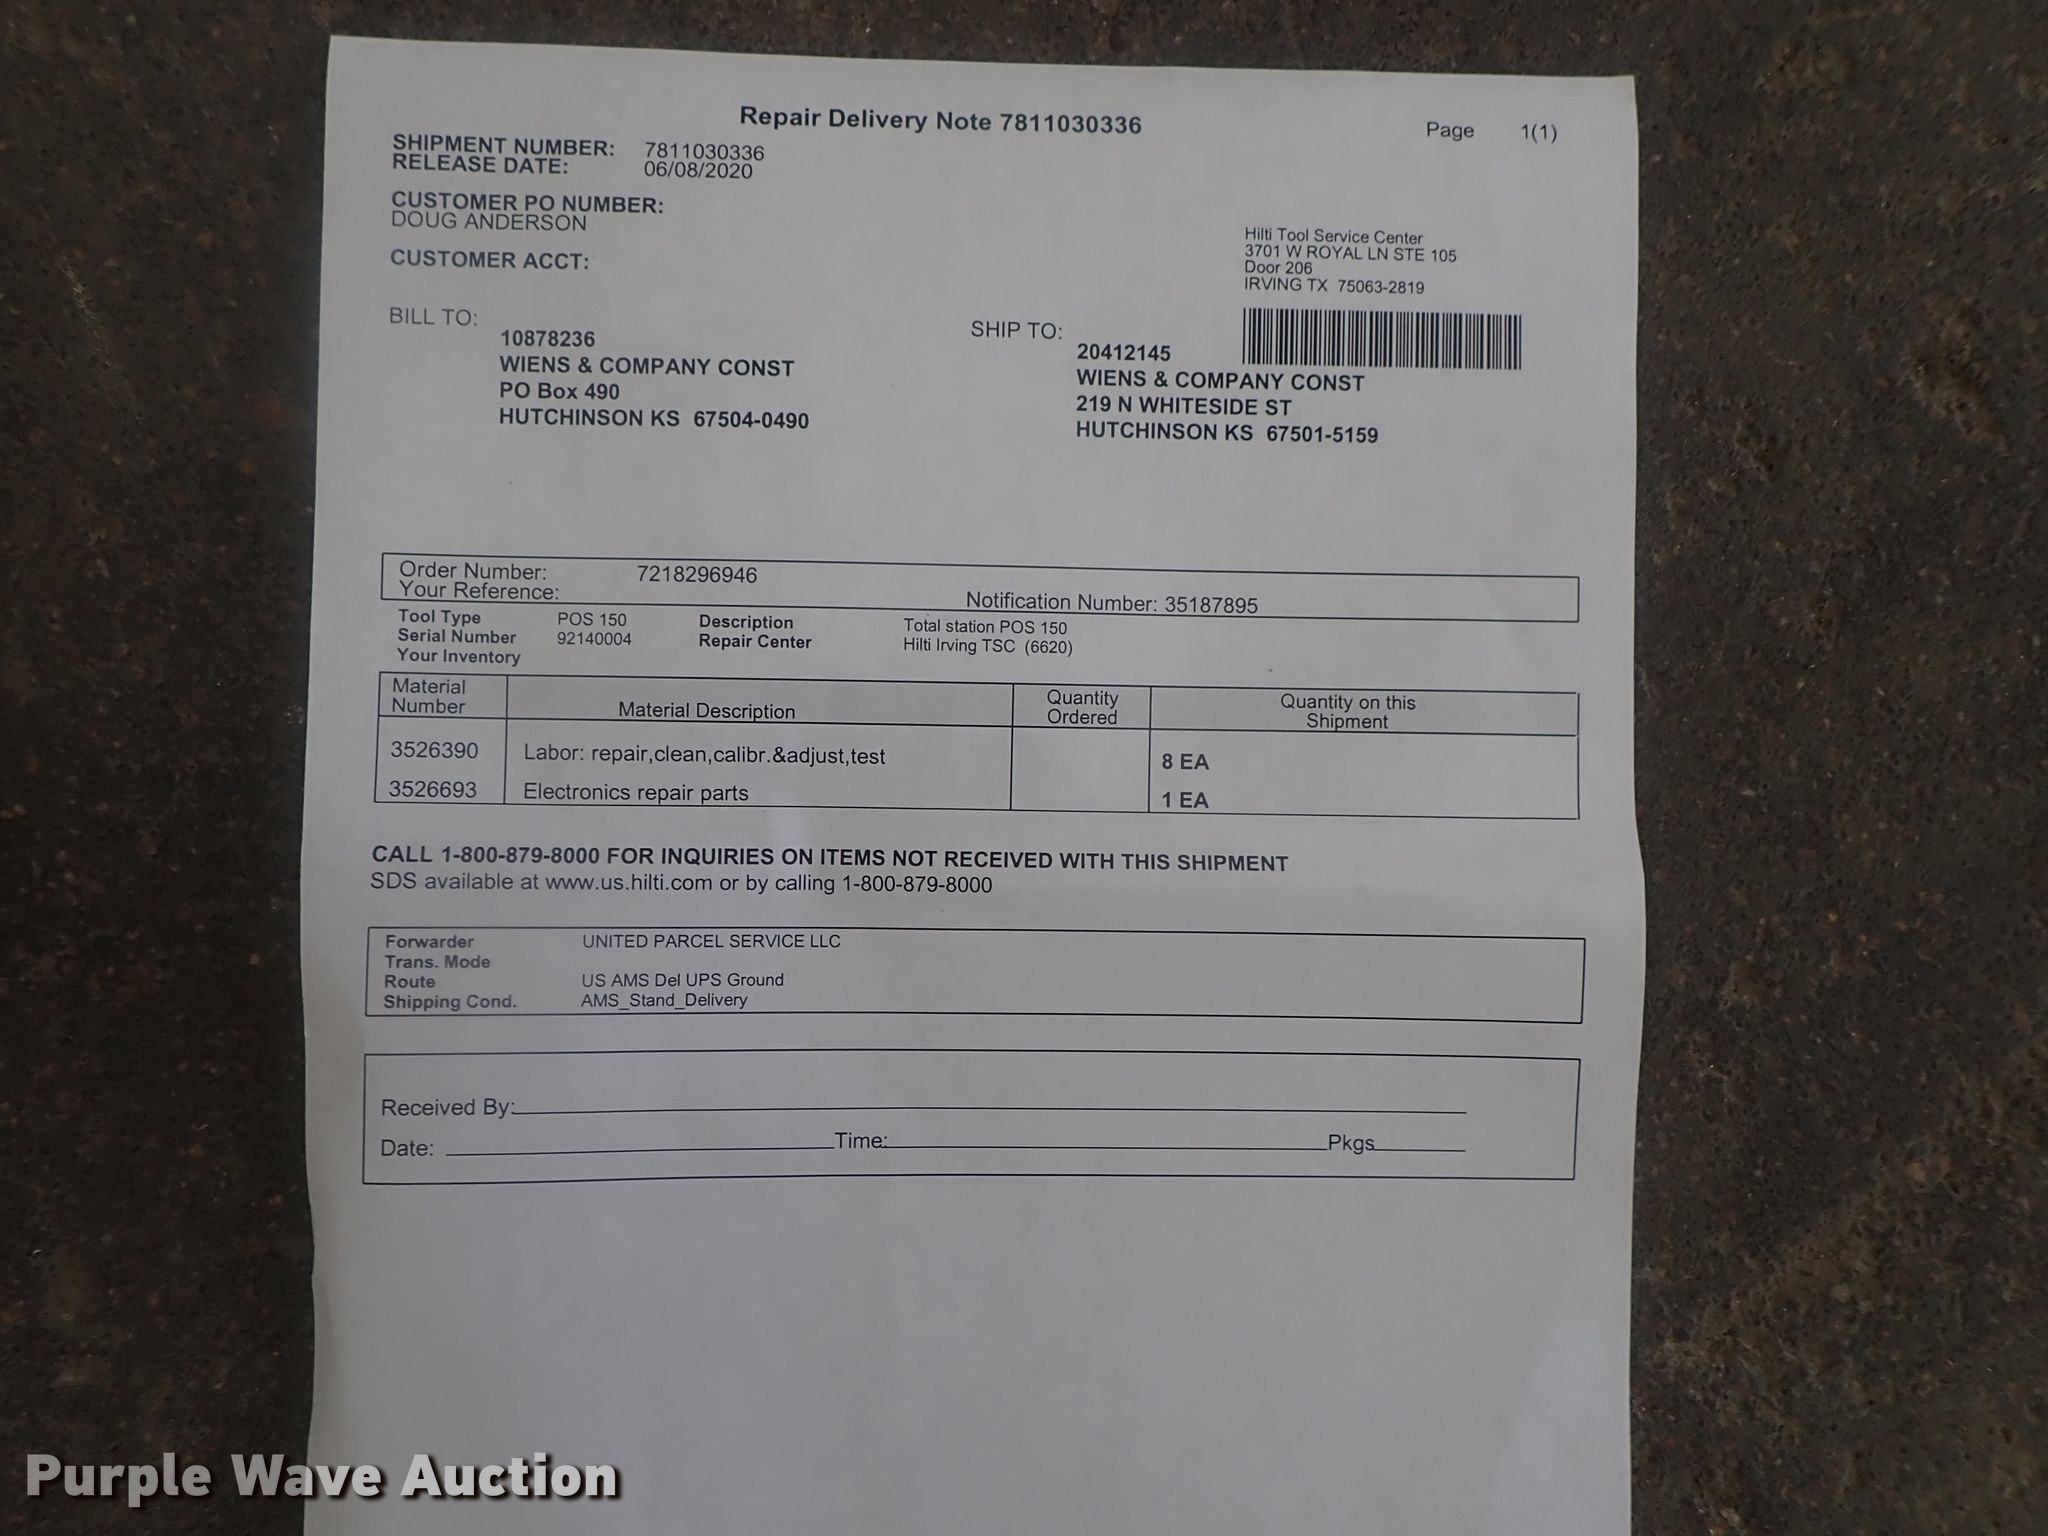 Repair Delivery Note 7811030336
Page 1(1)
SHIPMENT NUMBER: 7811030336
RELEASE DATE: 06/08/2020
CUSTOMER PO NUMBER:
DOUG ANDERSON
CUSTOMER ACCT:
Hilti Tool Service Center
3701 W ROYAL LN STE 105
Door 206
IRVING TX 75063-2819
BILL TO:
10878236
WIENS & COMPANY CONST
PO Box 490
HUTCHINSON KS 67504-0490
SHIP TO:
20412145
WIENS & COMPANY CONST
219 N WHITESIDE ST
HUTCHINSON KS 67501-5159
Order Number: 7218296946
Your Reference: Notification Number: 35187895
Tool Type POS 150 Description Total station POS 150
Serial Number 92140004 Repair Center Hilti Irving TSC (6620)
Your Inventory
Material Number Material Description Quantity Ordered Quantity on this Shipment
3526390 Labor: repair,clean,calibr.&adjust,test 8 EA
3526693 Electronics repair parts 1 EA
CALL 1-800-879-8000 FOR INQUIRIES ON ITEMS NOT RECEIVED WITH THIS SHIPMENT
SDS available at www.us.hilti.com or by calling 1-800-879-8000
Forwarder UNITED PARCEL SERVICE LLC
Trans. Mode
Route US AMS Del UPS Ground
Shipping Cond. AMS_Stand_Delivery
Received By:
Date: Time: Pkgs
Purple Wave Auction